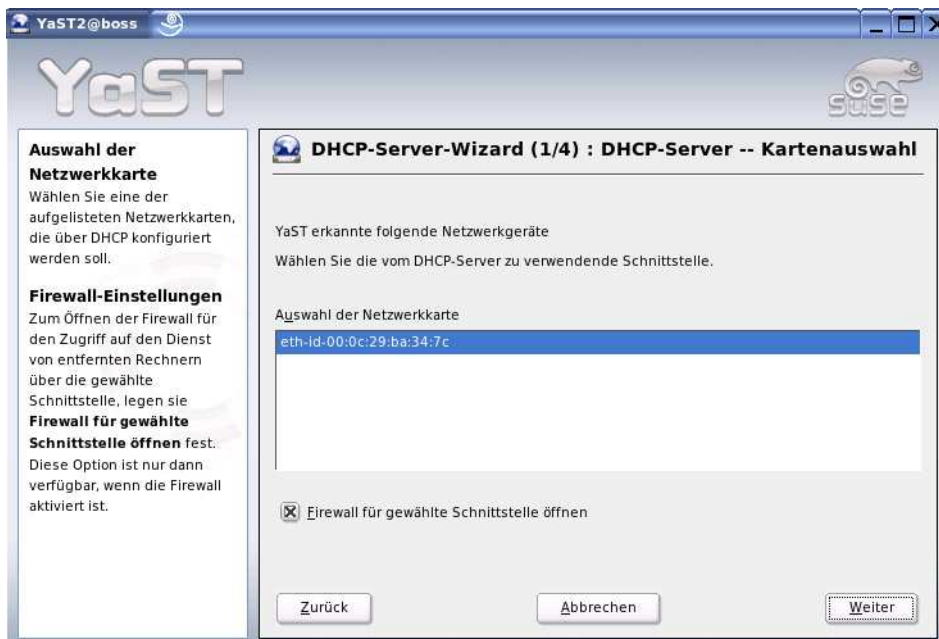 YaST2@boss
YaST
suse
Auswahl der
Netzwerkkarte
Wählen Sie eine der
aufgelisteten Netzwerkkarten,
die über DHCP konfiguriert
werden soll.
Firewall-Einstellungen
Zum Öffnen der Firewall für
den Zugriff auf den Dienst
von entfernten Rechnern
über die gewählte
Schnittstelle, legen sie
Firewall für gewählte
Schnittstelle öffnen fest.
Diese Option ist nur dann
verfügbar, wenn die Firewall
aktiviert ist.
DHCP-Server-Wizard (1/4) : DHCP-Server -- Kartenauswahl
YaST erkannte folgende Netzwerkgeräte
Wählen Sie die vom DHCP-Server zu verwendende Schnittstelle.
Auswahl der Netzwerkkarte
eth-id-00:0c:29:ba:34:7c
Firewall für gewählte Schnittstelle öffnen
Zurück
Abbrechen
Weiter